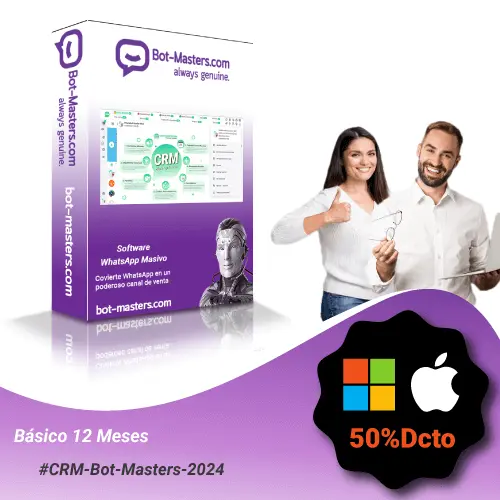 Bot-Masters.com
always genuine.
Bot-Masters.com
always genuine.
bot-masters.com
CRM
Software
WhatsApp Masivo
Covierte WhatsApp en un
poderoso canal de venta
bot-masters.com
50%Dcto
Básico 12 Meses
#CRM-Bot-Masters-2024